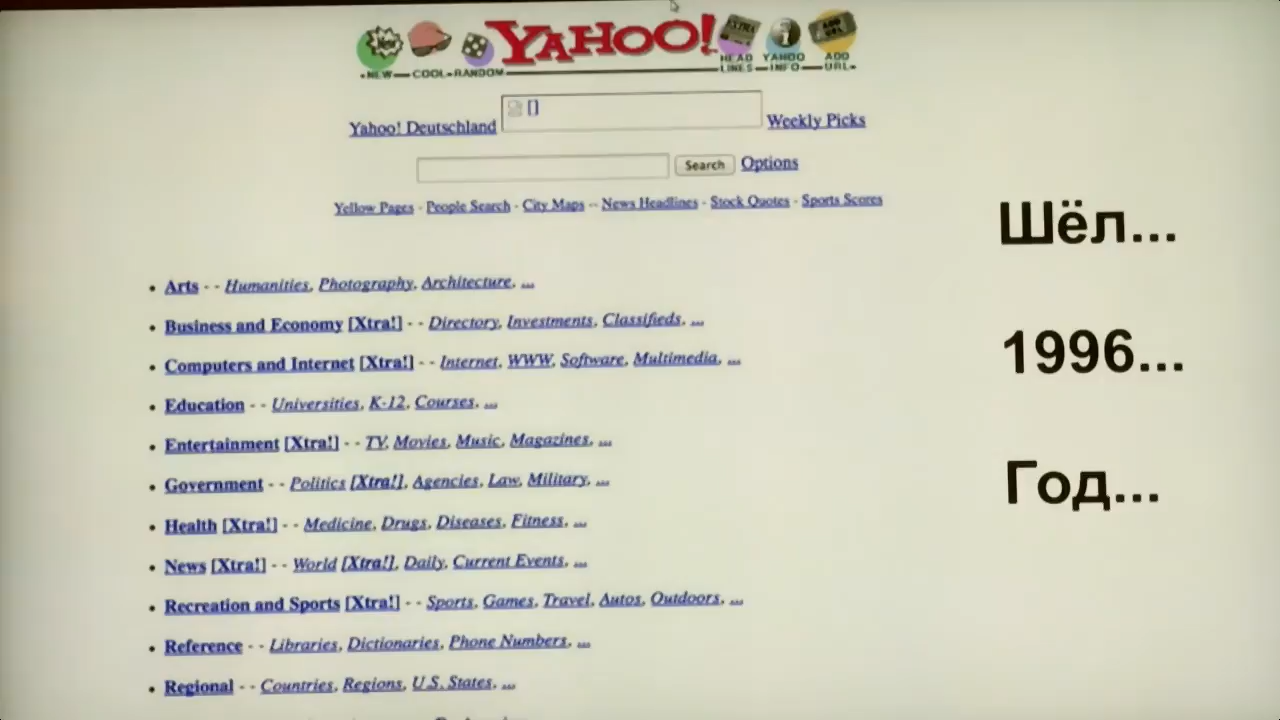 New
EXTRA
i
ADD URL
YAHOO!
NEW COOL RANDOM
HEAD LINES YAHOO INFO ADD URL
Yahoo! Deutschland [] Weekly Picks
Search Options
Yellow Pages - People Search - City Maps -- News Headlines - Stock Quotes - Sports Scores
Шёл...
• Arts - - Humanities, Photography, Architecture, ...
• Business and Economy [Xtra!] - - Directory, Investments, Classifieds, ...
1996...
• Computers and Internet [Xtra!] - - Internet, WWW, Software, Multimedia, ...
• Education - - Universities, K-12, Courses, ...
• Entertainment [Xtra!] - - TV, Movies, Music, Magazines, ...
Год...
• Government - - Politics [Xtra!], Agencies, Law, Military, ...
• Health [Xtra!] - - Medicine, Drugs, Diseases, Fitness, ...
• News [Xtra!] - - World [Xtra!], Daily, Current Events, ...
• Recreation and Sports [Xtra!] - - Sports, Games, Travel, Autos, Outdoors, ...
• Reference - - Libraries, Dictionaries, Phone Numbers, ...
• Regional - - Countries, Regions, U.S. States, ...